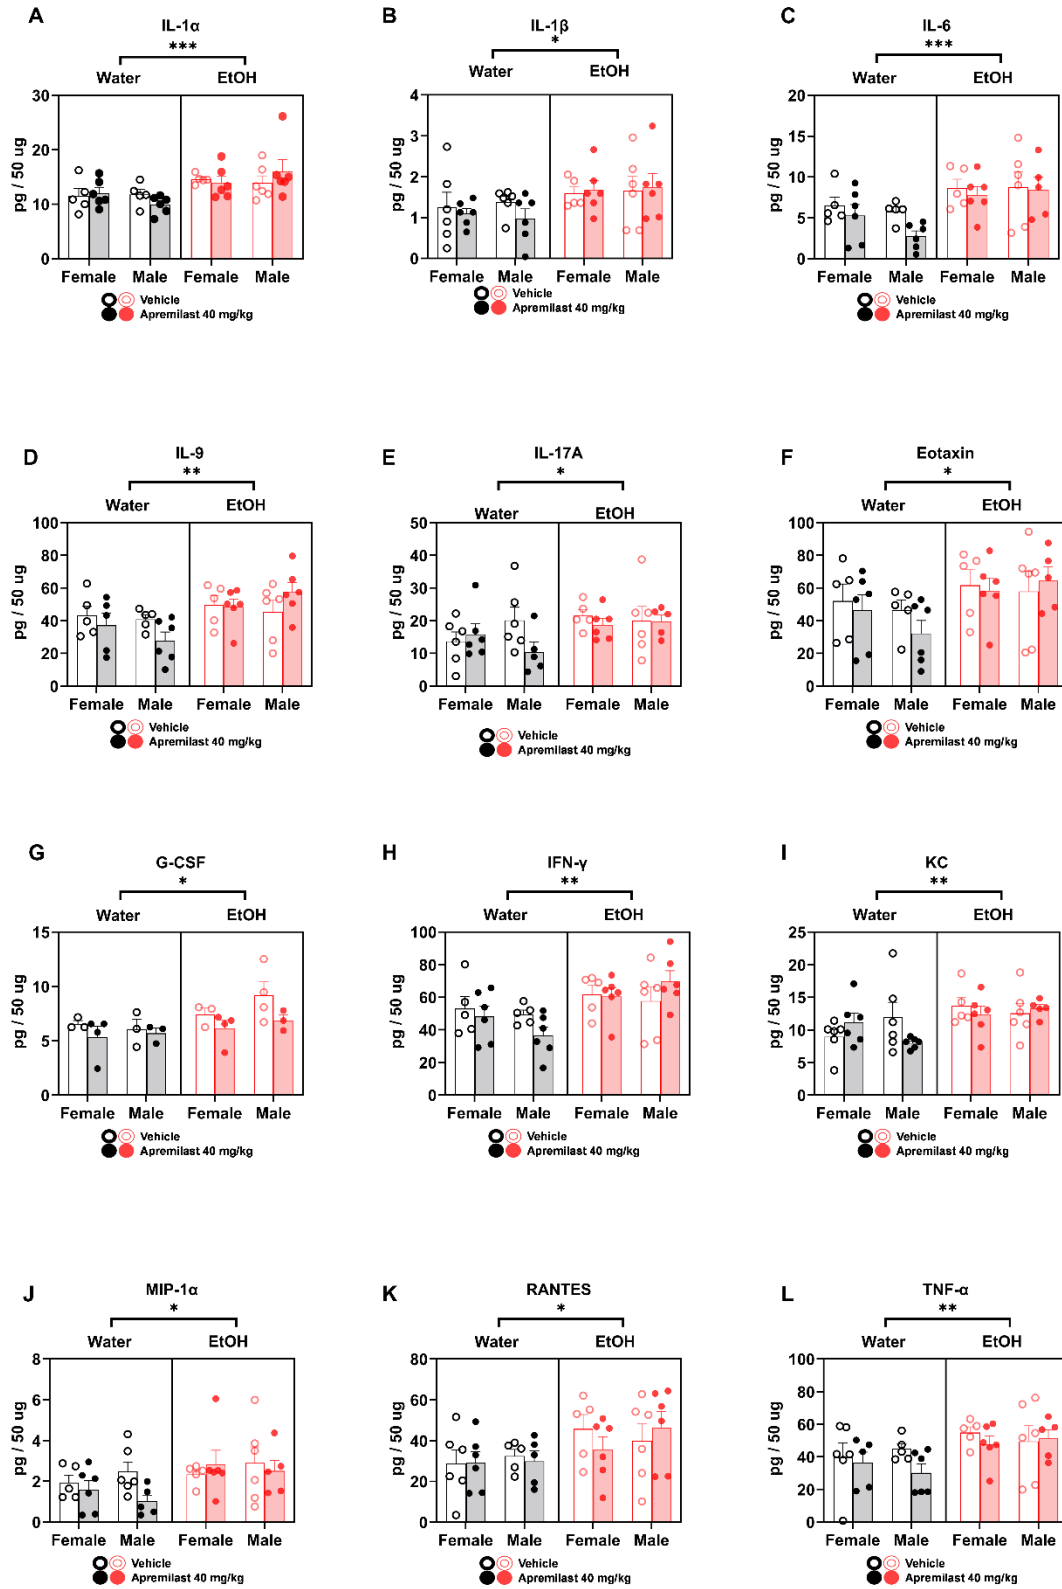 A
IL-1α
***
Water EtOH
pg / 50 ug
30
20
10
0
Female Male Female Male
Vehicle
Apremilast 40 mg/kg
B
IL-1β
*
Water EtOH
pg / 50 ug
4
3
2
1
0
Female Male Female Male
Vehicle
Apremilast 40 mg/kg
C
IL-6
***
Water EtOH
pg / 50 ug
20
15
10
5
0
Female Male Female Male
Vehicle
Apremilast 40 mg/kg
D
IL-9
**
Water EtOH
pg / 50 ug
100
80
60
40
20
0
Female Male Female Male
Vehicle
Apremilast 40 mg/kg
E
IL-17A
*
Water EtOH
pg / 50 ug
50
40
30
20
10
0
Female Male Female Male
Vehicle
Apremilast 40 mg/kg
F
Eotaxin
*
Water EtOH
pg / 50 ug
100
80
60
40
20
0
Female Male Female Male
Vehicle
Apremilast 40 mg/kg
G
G-CSF
*
Water EtOH
pg / 50 ug
15
10
5
0
Female Male Female Male
Vehicle
Apremilast 40 mg/kg
H
IFN-γ
**
Water EtOH
pg / 50 ug
100
80
60
40
20
0
Female Male Female Male
Vehicle
Apremilast 40 mg/kg
I
KC
**
Water EtOH
pg / 50 ug
25
20
15
10
5
0
Female Male Female Male
Vehicle
Apremilast 40 mg/kg
J
MIP-1α
*
Water EtOH
pg / 50 ug
8
6
4
2
0
Female Male Female Male
Vehicle
Apremilast 40 mg/kg
K
RANTES
*
Water EtOH
pg / 50 ug
80
60
40
20
0
Female Male Female Male
Vehicle
Apremilast 40 mg/kg
L
TNF-α
**
Water EtOH
pg / 50 ug
100
80
60
40
20
0
Female Male Female Male
Vehicle
Apremilast 40 mg/kg